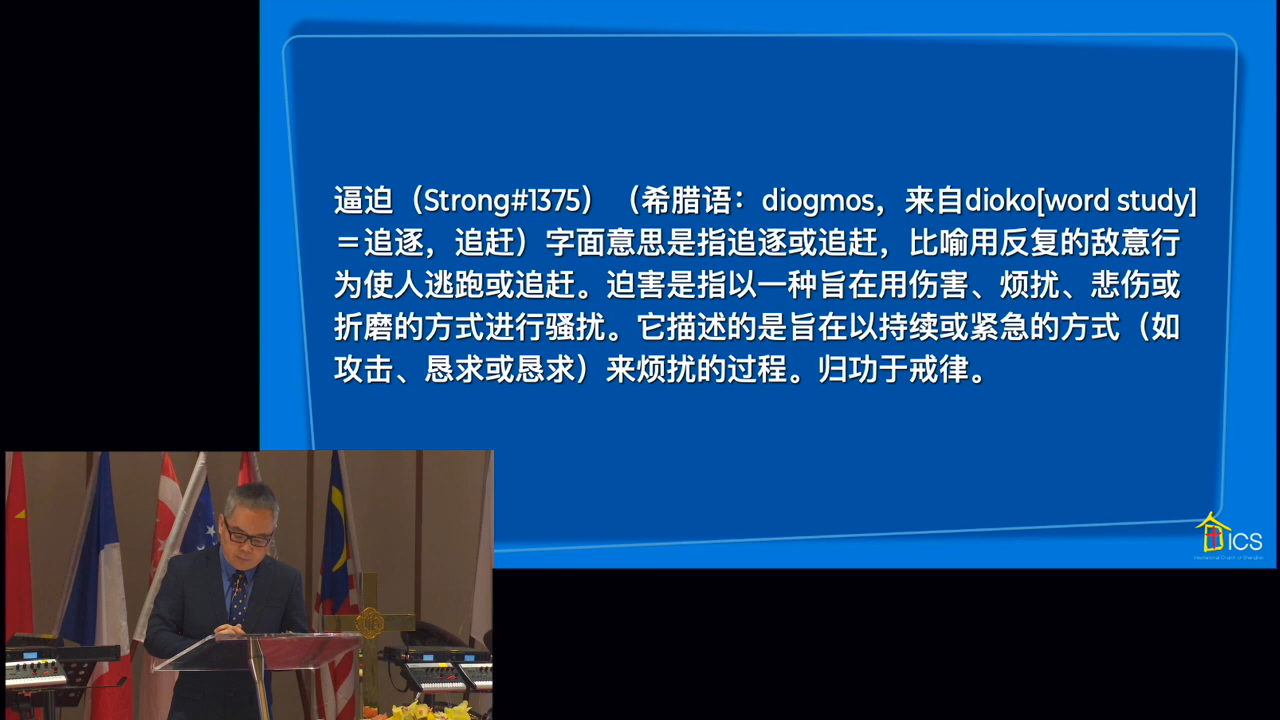 逼迫（Strong#1375）（希腊语：diogmos，来自dioko[word study]
＝追逐，追赶）字面意思是指追逐或追赶，比喻用反复的敌意行
为使人逃跑或追赶。迫害是指以一种旨在用伤害、烦扰、悲伤或
折磨的方式进行骚扰。它描述的是旨在以持续或紧急的方式（如
攻击、恳求或恳求）来烦扰的过程。归功于戒律。
ICS
International Church of Shanghai